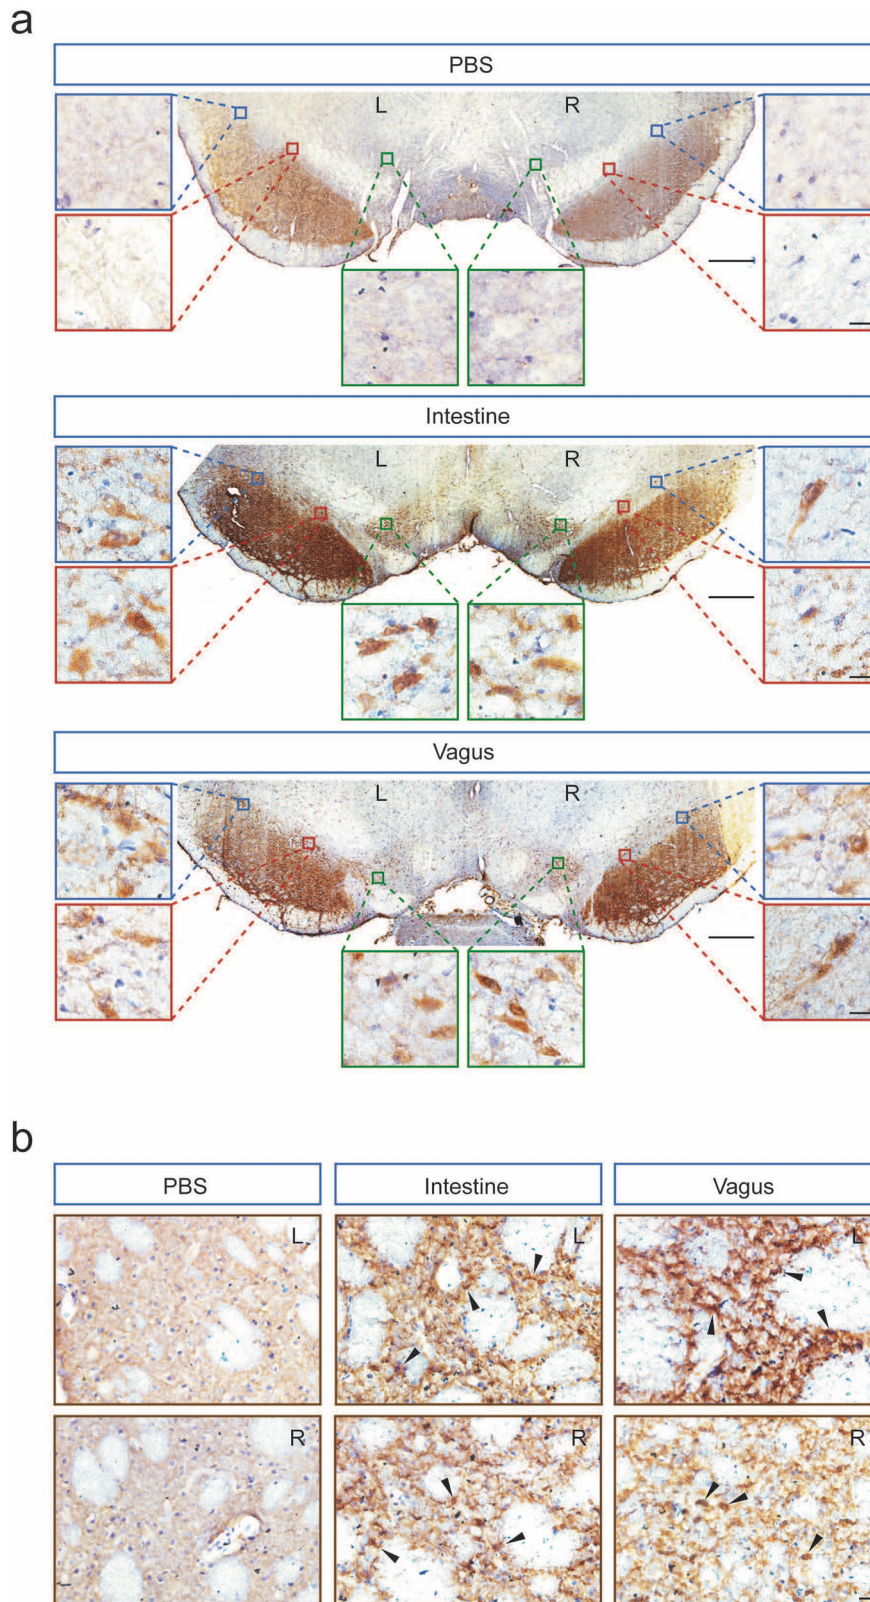 a
PBS
L R
Intestine
L R
Vagus
L R
b
PBS Intestine Vagus
L L
R R R